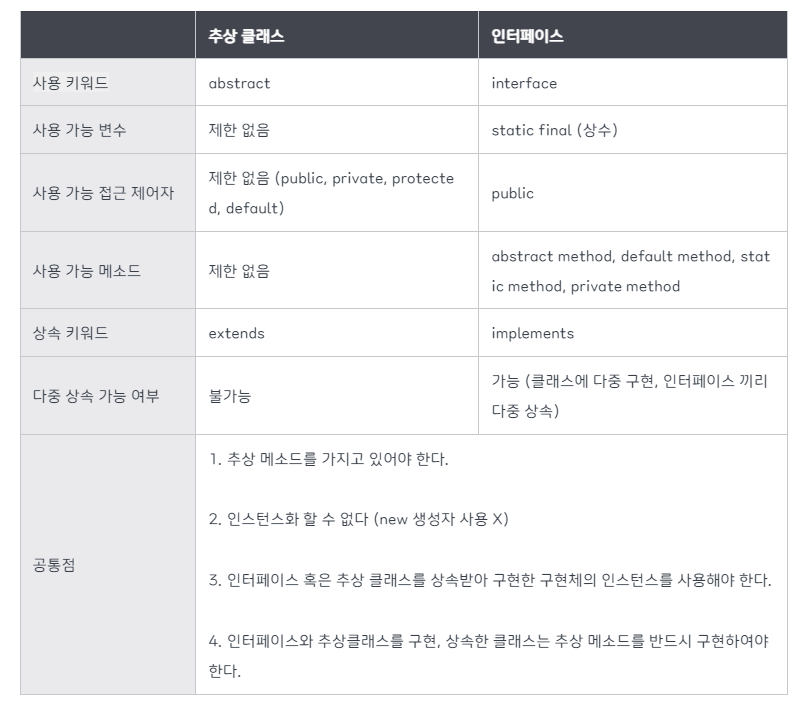 추상 클래스 인터페이스
사용 키워드 abstract interface
사용 가능 변수 제한 없음 static final (상수)
사용 가능 접근 제어자 제한 없음 (public, private, protecte
d, default) public
사용 가능 메소드 제한 없음 abstract method, default method, stat
ic method, private method
상속 키워드 extends implements
다중 상속 가능 여부 불가능 가능 (클래스에 다중 구현, 인터페이스 끼리
다중 상속)
공통점
1. 추상 메소드를 가지고 있어야 한다.
2. 인스턴스화 할 수 없다 (new 생성자 사용 X)
3. 인터페이스 혹은 추상 클래스를 상속받아 구현한 구현체의 인스턴스를 사용해야 한다.
4. 인터페이스와 추상클래스를 구현, 상속한 클래스는 추상 메소드를 반드시 구현하여야
한다.